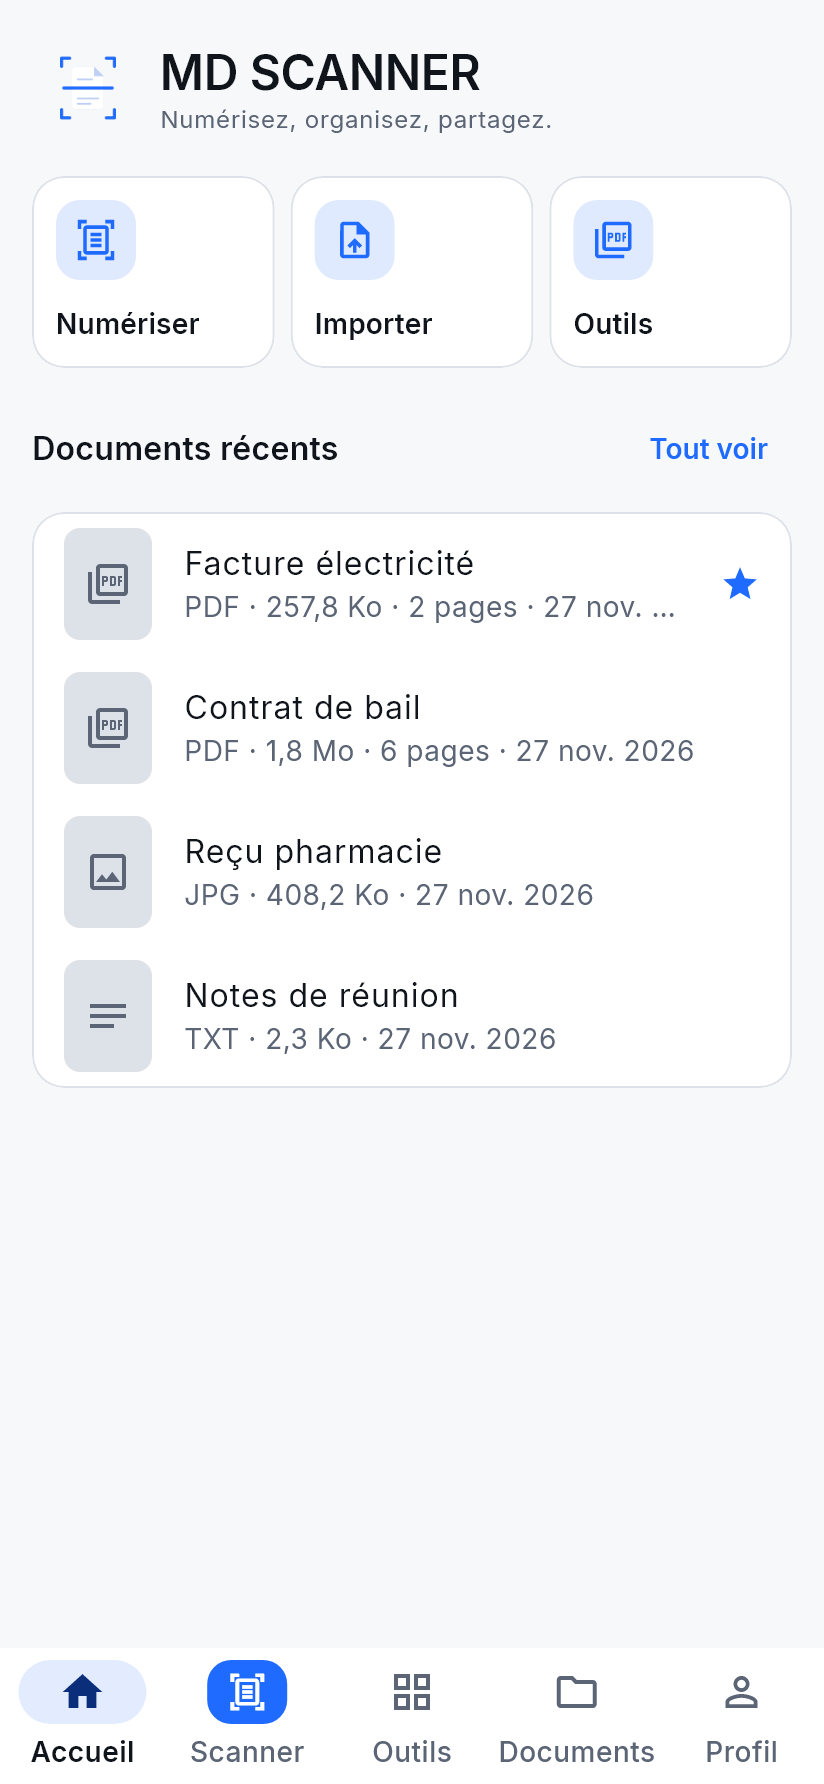 MD SCANNER
Numérisez, organisez, partagez.
Numériser
Importer
Outils
Documents récents
Tout voir
PDF
Facture électricité
PDF · 257,8 Ko · 2 pages · 27 nov. ...
PDF
Contrat de bail
PDF · 1,8 Mo · 6 pages · 27 nov. 2026
Reçu pharmacie
JPG · 408,2 Ko · 27 nov. 2026
Notes de réunion
TXT · 2,3 Ko · 27 nov. 2026
Accueil
Scanner
Outils
Documents
Profil